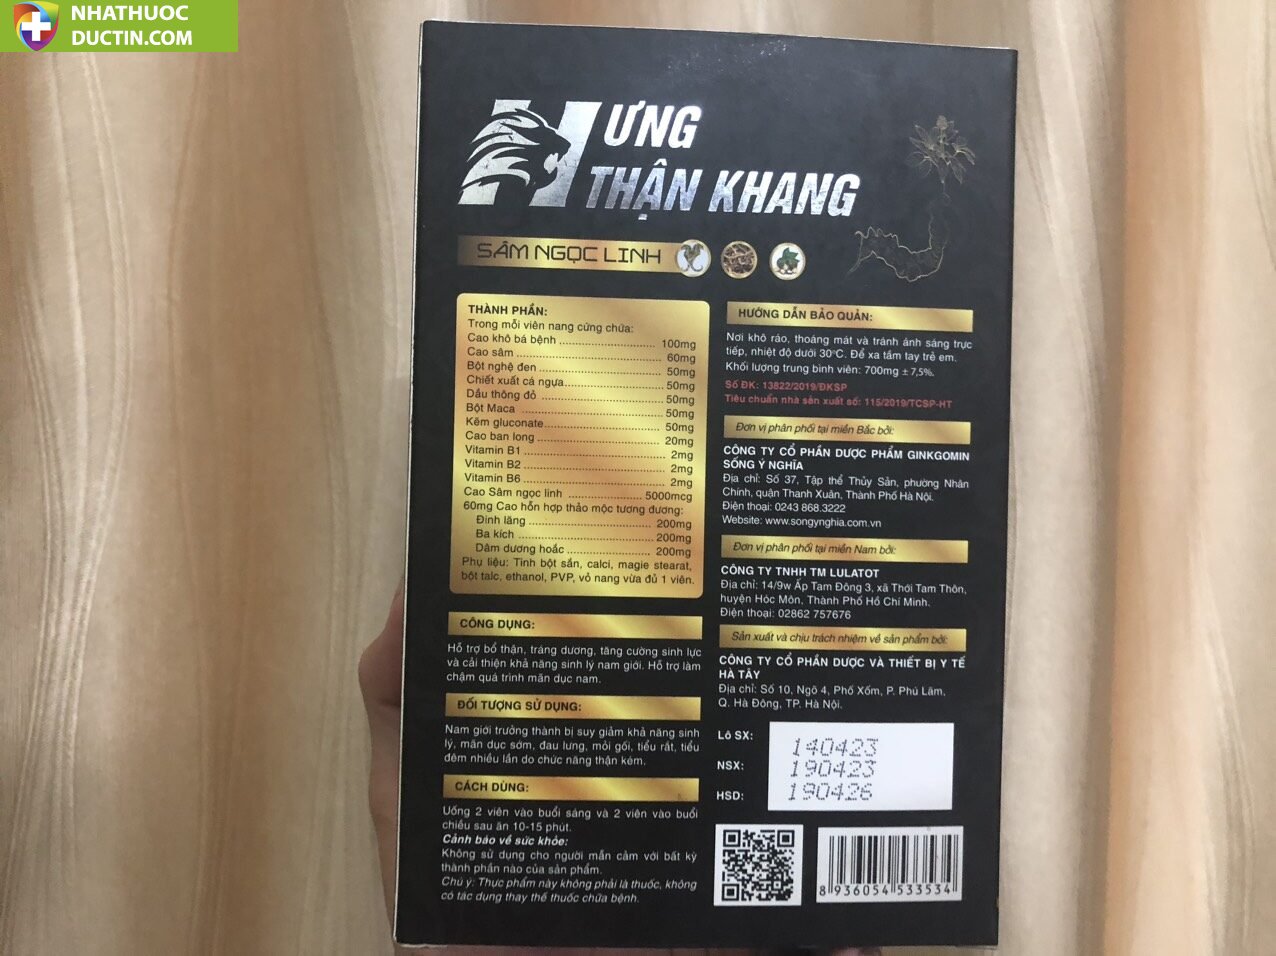 NHATHUOC
DUCTIN.COM
HƯNG
THẬN KHANG
SÂM NGỌC LINH
THÀNH PHẦN:
Trong mỗi viên nang cứng chứa:
Cao khô bá bệnh ........................... 100mg
Cao sâm ........................................... 60mg
Bột nghệ đen ................................... 50mg
Chiết xuất cá ngựa .......................... 50mg
Dầu thông đỏ ................................... 50mg
Bột Maca .......................................... 50mg
Kẽm gluconate ................................ 50mg
Cao ban long ................................... 20mg
Vitamin B1 ....................................... 2mg
Vitamin B2 ....................................... 2mg
Vitamin B6 ....................................... 2mg
Cao Sâm ngọc linh ..................... 5000mcg
60mg Cao hỗn hợp thảo mộc tương đương:
Đinh lăng .................................. 200mg
Ba kích ...................................... 200mg
Dâm dương hoắc ...................... 200mg
Phụ liệu: Tinh bột sắn, calci, magie stearat,
bột talc, ethanol, PVP, vỏ nang vừa đủ 1 viên.
CÔNG DỤNG:
Hỗ trợ bổ thận, tráng dương, tăng cường sinh lực
và cải thiện khả năng sinh lý nam giới. Hỗ trợ làm
chậm quá trình mãn dục nam.
ĐỐI TƯỢNG SỬ DỤNG:
Nam giới trưởng thành bị suy giảm khả năng sinh
lý, mãn dục sớm, đau lưng, mỏi gối, tiểu rắt, tiểu
đêm nhiều lần do chức năng thận kém.
CÁCH DÙNG:
Uống 2 viên vào buổi sáng và 2 viên vào buổi
chiều sau ăn 10-15 phút.
Cảnh báo về sức khỏe:
Không sử dụng cho người mẫn cảm với bất kỳ
thành phần nào của sản phẩm.
Chú ý: Thực phẩm này không phải là thuốc, không
có tác dụng thay thế thuốc chữa bệnh.
HƯỚNG DẪN BẢO QUẢN:
Nơi khô ráo, thoáng mát và tránh ánh sáng trực
tiếp, nhiệt độ dưới 30°C. Để xa tầm tay trẻ em.
Khối lượng trung bình viên: 700mg ± 7,5%.
Số ĐK: 13822/2019/ĐKSP
Tiêu chuẩn nhà sản xuất số: 115/2019/TCSP-HT
Đơn vị phân phối tại miền Bắc bởi:
CÔNG TY CỔ PHẦN DƯỢC PHẨM GINKGOMIN
SỐNG Ý NGHĨA
Địa chỉ: Số 37, Tập thể Thủy Sản, phường Nhân
Chính, quận Thanh Xuân, Thành Phố Hà Nội.
Điện thoại: 0243 868.3222
Website: www.songynghia.com.vn
Đơn vị phân phối tại miền Nam bởi:
CÔNG TY TNHH TM LULATOT
Địa chỉ: 14/9w Ấp Tam Đông 3, xã Thới Tam Thôn,
huyện Hóc Môn, Thành Phố Hồ Chí Minh.
Điện thoại: 02862 757676
Sản xuất và chịu trách nhiệm về sản phẩm bởi:
CÔNG TY CỔ PHẦN DƯỢC VÀ THIẾT BỊ Y TẾ
HÀ TÂY
Địa chỉ: Số 10, Ngõ 4, Phố Xốm, P. Phú Lãm,
Q. Hà Đông, TP. Hà Nội.
Lô SX: 140423
NSX: 190423
HSD: 190426
8 936054 533534